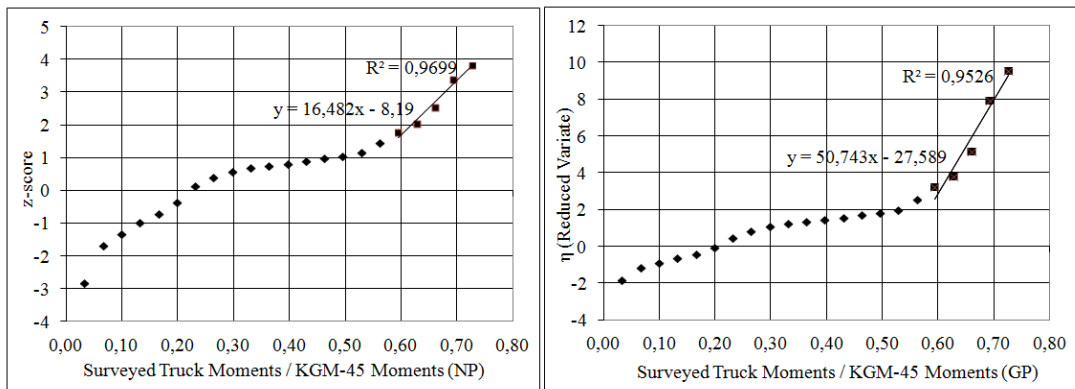 5
4
3
2
1
0
-1
-2
-3
-4
z-score
R² = 0,9699
y = 16,482x - 8,19
0,00 0,10 0,20 0,30 0,40 0,50 0,60 0,70 0,80
Surveyed Truck Moments / KGM-45 Moments (NP)
12
10
8
6
4
2
0
-2
-4
η (Reduced Variate)
R² = 0,9526
y = 50,743x - 27,589
0,00 0,10 0,20 0,30 0,40 0,50 0,60 0,70 0,80
Surveyed Truck Moments / KGM-45 Moments (GP)